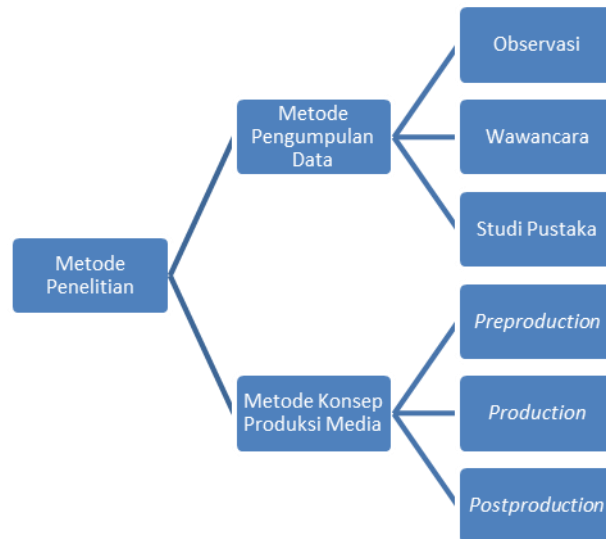 Metode
Penelitian
Metode
Pengumpulan
Data
Observasi
Wawancara
Studi Pustaka
Metode Konsep
Produksi Media
Preproduction
Production
Postproduction